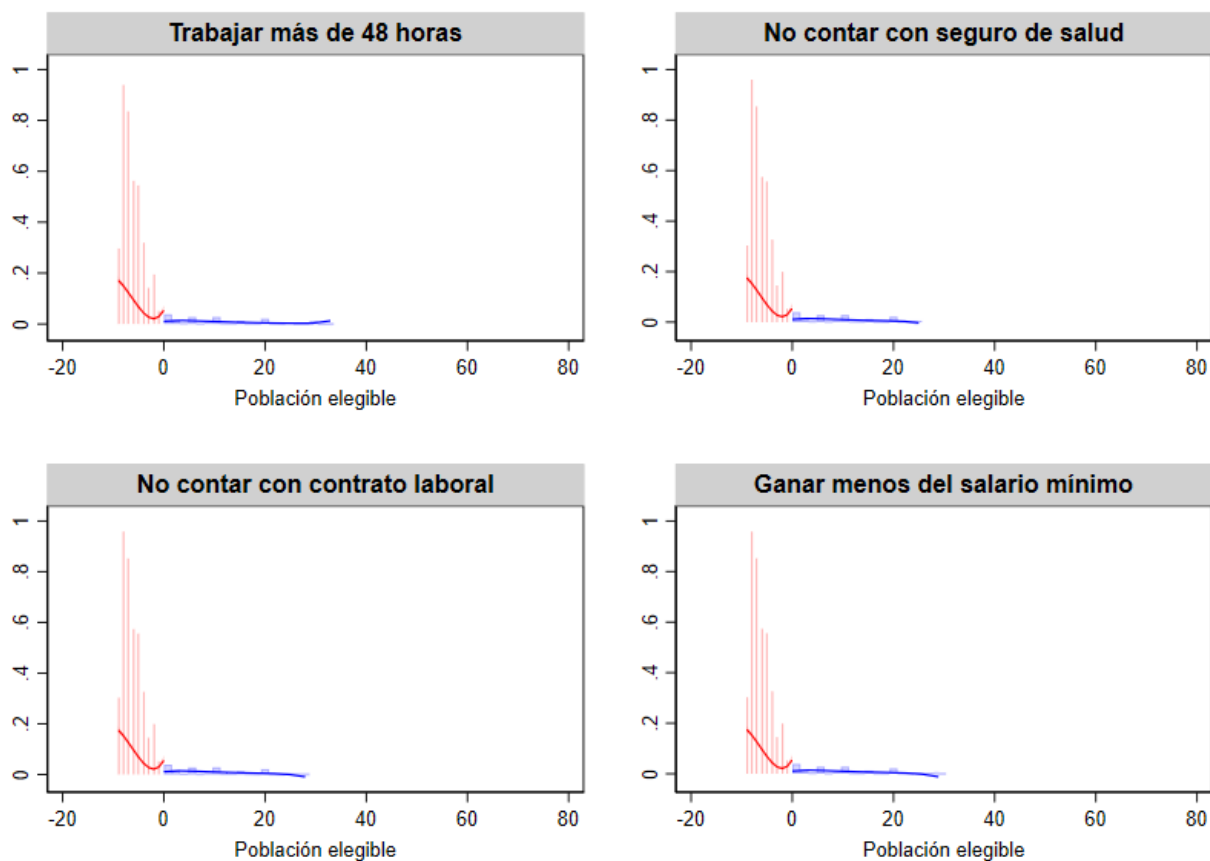 Trabajar más de 48 horas
1
.8
.6
.4
.2
0
-20 0 20 40 60 80
Población elegible
No contar con seguro de salud
1
.8
.6
.4
.2
0
-20 0 20 40 60 80
Población elegible
No contar con contrato laboral
1
.8
.6
.4
.2
0
-20 0 20 40 60 80
Población elegible
Ganar menos del salario mínimo
1
.8
.6
.4
.2
0
-20 0 20 40 60 80
Población elegible